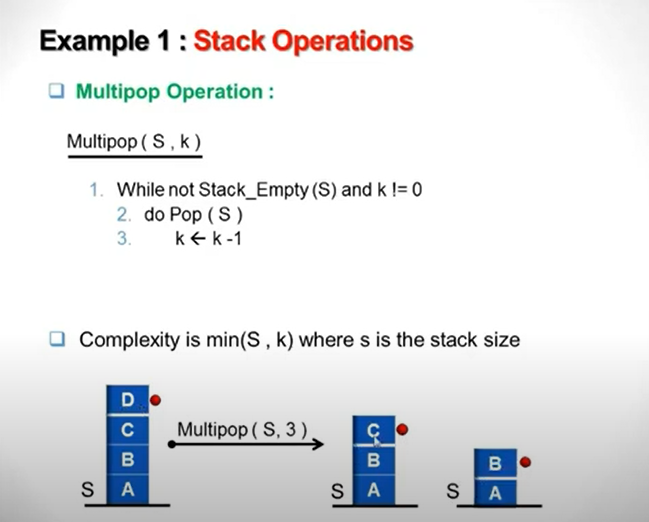 Example 1 : Stack Operations
Multipop Operation :
Multipop ( S , k )
1. While not Stack_Empty (S) and k != 0
2. do Pop ( S )
3. k ← k -1
Complexity is min(S , k) where s is the stack size
D
C
B
S A
Multipop ( S, 3 )
C
B
S A
B
S A